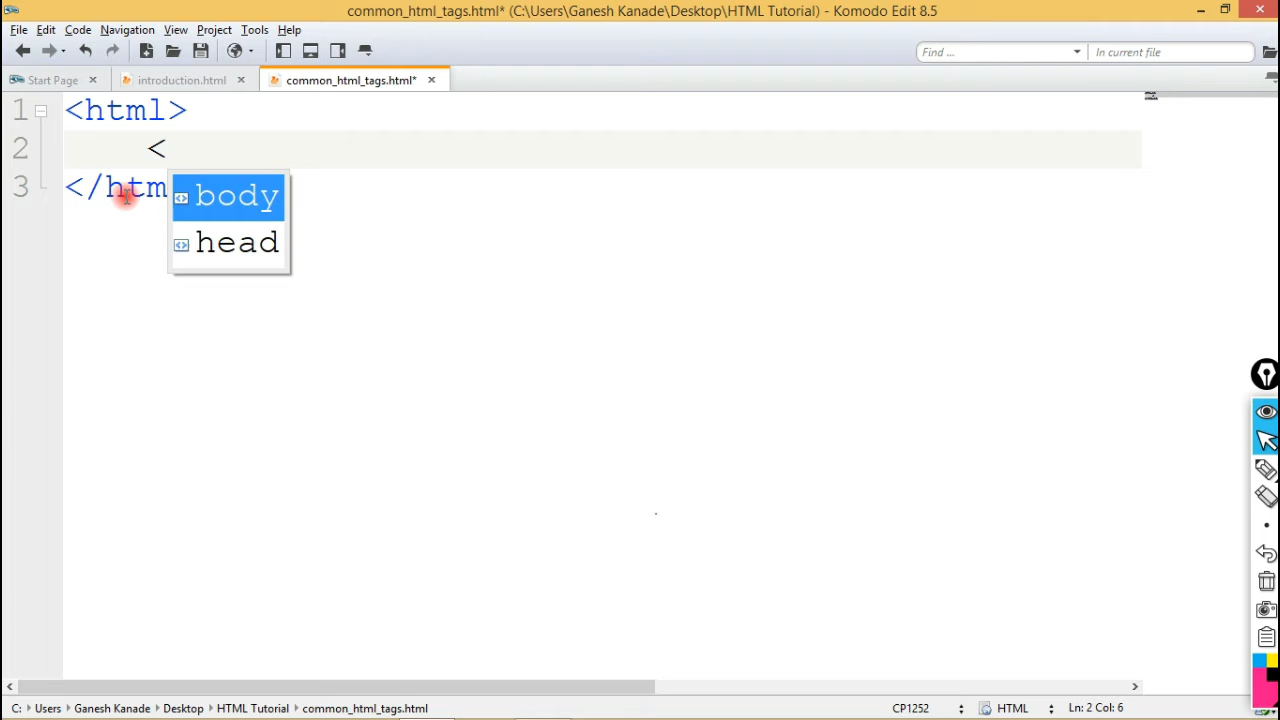 common_html_tags.html* (C:\Users\Ganesh Kanade\Desktop\HTML Tutorial) - Komodo Edit 8.5
File Edit Code Navigation View Project Tools Help
Find ... In current file
Start Page introduction.html common_html_tags.html*
1 <html>
2 <
3 </htm
body
head
C: Users Ganesh Kanade Desktop HTML Tutorial common_html_tags.html CP1252 HTML Ln: 2 Col: 6